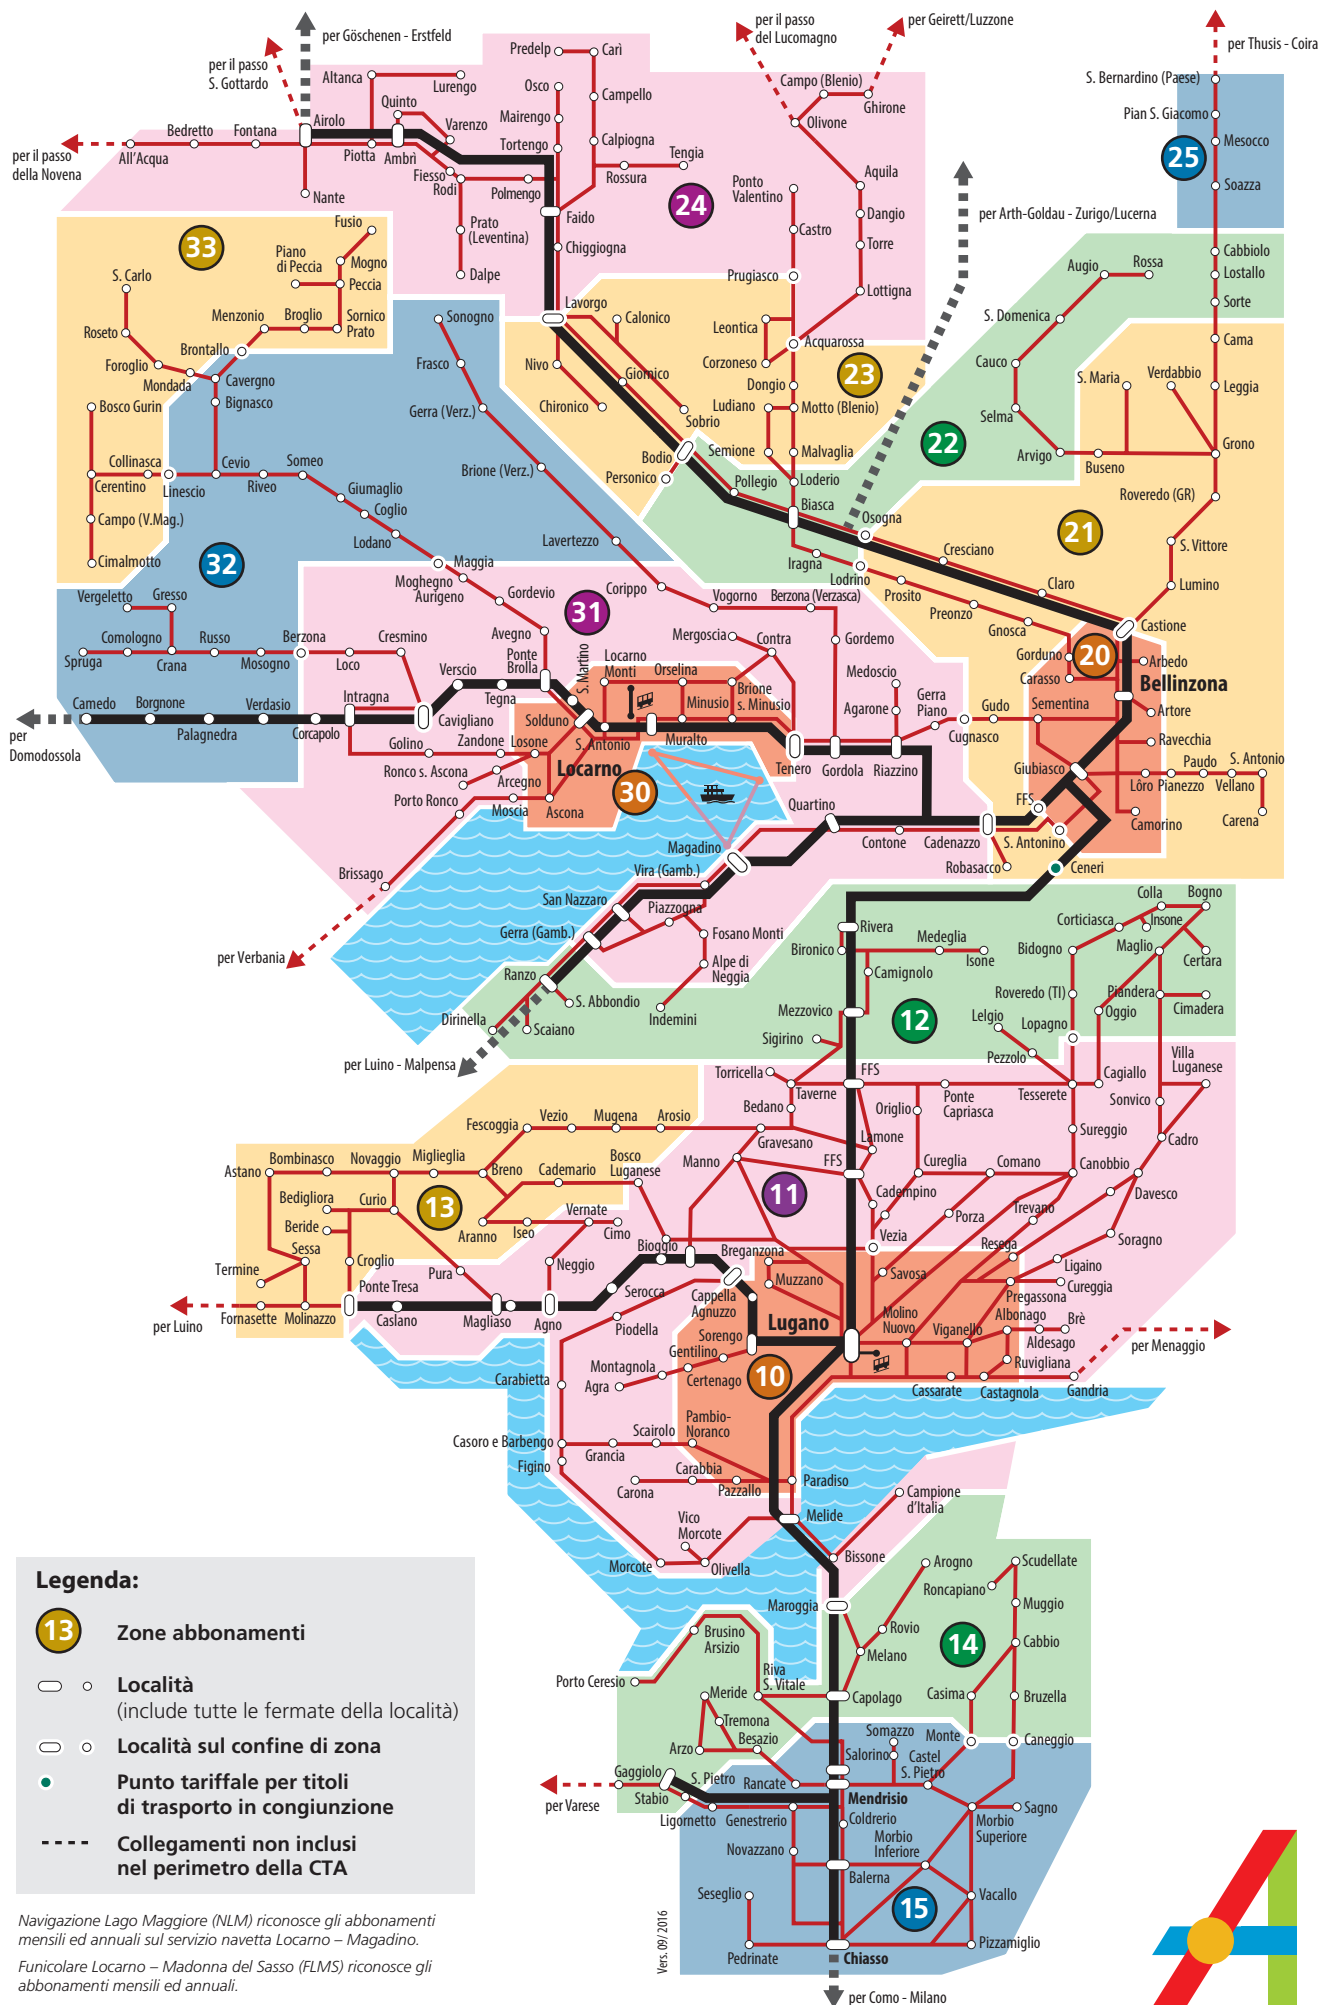 per Göschenen - Erstfeld
per il passo
S. Gottardo
per il passo
della Novena
per il passo
del Lucomagno
per Geirett/Luzzone
per Thusis - Coira
per Arth-Goldau - Zurigo/Lucerna
Predelp
Carì
Altanca
Lurengo
Osco
Campello
Quinto
Mairengo
Varenzo
Airolo
Bedretto
Fontana
Calpiogna
Tortengo
All'Acqua
Piotta
Ambrì
Tengia
Rossura
Fiesso
Rodi
Polmengo
Nante
Faido
24
Prato
(Leventina)
Chiggiogna
Dalpe
Campo (Blenio)
Ghirone
Olivone
Aquila
Ponto
Valentino
Dangio
Castro
Torre
Prugiasco
Lottigna
Acquarossa
S. Bernardino (Paese)
Pian S. Giacomo
Mesocco
25
Soazza
Cabbiolo
Lostallo
Sorte
Cama
Leggia
Verdabbio
S. Maria
Grono
Buseno
Roveredo (GR)
S. Vittore
Lumino
Augio
Rossa
S. Domenica
Cauco
Selma
Arvigo
22
33
Fusio
Piano
di Peccia
Mogno
Peccia
S. Carlo
Menzonio
Broglio
Sornico
Prato
Roseto
Brontallo
Foroglio
Mondada
Cavergno
Bignasco
Bosco Gurin
Collinasca
Cevio
Someo
Cerentino
Linescio
Riveo
Giumaglio
Campo (V.Mag.)
Coglio
Lodano
Cimalmotto
Maggia
32
Sonogno
Frasco
Gerra (Verz.)
Brione (Verz.)
Lavertezzo
Corippo
Vogorno
Berzona (Verzasca)
Lavorgo
Calonico
Nivo
Giornico
Chironico
Sobrio
Bodio
Personico
Pollegio
Leontica
Corzoneso
Dongio
23
Ludiano
Motto (Blenio)
Semione
Malvaglia
Loderio
Biasca
Osogna
21
Iragna
Lodrino
Cresciano
Prosito
Claro
Preonzo
Gnosca
Castione
Vergeletto
Gresso
Comologno
Russo
Berzona
Cresmino
Spruga
Crana
Mosogno
Loco
Camedo
Borgnone
Verdasio
Intragna
Palagnedra
Corcapolo
per
Domodossola
Moghegno
Aurigeno
Gordevio
Avegno
31
Ponte
Brolla
S. Martino
Locarno
Monti
Orselina
Mergoscia
Contra
Gordemo
Verscio
Tegna
Brione
s. Minusio
Minusio
Medoscio
Agarone
Gerra
Piano
Cavigliano
Solduno
S. Antonio
Muralto
Golino
Zandone
Losone
Locarno
Tenero
Gordola
Riazzino
Cugnasco
Gudo
Ronco s. Ascona
Arcegno
30
Porto Ronco
Moscia
Ascona
Brissago
per Verbania
Gorduno
20
Arbedo
Carasso
Bellinzona
Sementina
Artore
Ravecchia
Giubiasco
Paudo
S. Antonio
Lôro
Pianezzo
Vellano
Carena
Camorino
FFS
S. Antonino
Quartino
Contone
Cadenazzo
Robasacco
Ceneri
Magadino
Vira (Gamb.)
San Nazzaro
Piazzogna
Gerra (Gamb.)
Fosano Monti
Alpe di
Neggia
Ranzo
S. Abbondio
Indemini
Dirinella
Scaiano
per Luino - Malpensa
Rivera
Bironico
Medeglia
Isone
Camignolo
Mezzovico
12
Sigirino
Colla
Bogno
Corticiasca
Insone
Bidogno
Maglio
Certara
Roveredo (TI)
Piandera
Oggio
Cimadera
Lelgio
Lopagno
Pezzolo
Villa
Luganese
Torricella
FFS
Taverne
Ponte
Capriasca
Tesserete
Cagiallo
Bedano
Origlio
Sonvico
Gravesano
Lamone
Sureggio
Cadro
Manno
FFS
Cureglia
Comano
Canobbio
11
Cadempino
Davesco
Porza
Trevano
Vezia
Soragno
Resega
Ligaino
Savosa
Cureggia
Pregassona
Fescoggia
Vezio
Mugena
Arosio
Bombinasco
Novaggio
Miglieglia
Bosco
Luganese
Astano
Breno
Cademario
Bedigliora
Curio
13
Vernate
Beride
Aranno
Iseo
Cimo
Sessa
Termine
Croglio
Pura
Neggio
Bioggio
Breganzona
Ponte Tresa
Serocca
Muzzano
Cappella
Agnuzzo
per Luino
Fornasette
Molinazzo
Caslano
Magliaso
Agno
Piodella
Lugano
Molino
Nuovo
Viganello
Albonago
Brè
Aldesago
Sorengo
Gentilino
Ruvigliana
Montagnola
10
Certenago
Cassarate
Castagnola
Gandria
per Menaggio
Carabietta
Agra
Pambio-
Noranco
Scairolo
Casoro e Barbengo
Grancia
Figino
Carabbia
Paradiso
Carona
Pazzallo
Vico
Morcote
Melide
Campione
d'Italia
Morcote
Olivella
Bissone
Arogno
Scudellate
Roncapiano
Maroggia
Muggio
Rovio
14
Cabbio
Melano
Brusino
Arsizio
Riva
S. Vitale
Porto Ceresio
Meride
Capolago
Casima
Bruzella
Tremona
Somazzo
Monte
Caneggio
Arzo
Besazio
Salorino
Castel
S. Pietro
Gaggiolo
S. Pietro
Rancate
Stabio
Mendrisio
per Varese
Ligornetto
Genestrerio
Coldrerio
Sagno
Morbio
Superiore
Novazzano
Morbio
Inferiore
Balerna
Seseglio
15
Vacallo
Pedrinate
Chiasso
Pizzamiglio
per Como - Milano
Vers. 09/ 2016
Legenda:
13 Zone abbonamenti
Località
(include tutte le fermate della località)
Località sul confine di zona
Punto tariffale per titoli
di trasporto in congiunzione
Collegamenti non inclusi
nel perimetro della CTA
Navigazione Lago Maggiore (NLM) riconosce gli abbonamenti
mensili ed annuali sul servizio navetta Locarno – Magadino.
Funicolare Locarno – Madonna del Sasso (FLMS) riconosce gli
abbonamenti mensili ed annuali.